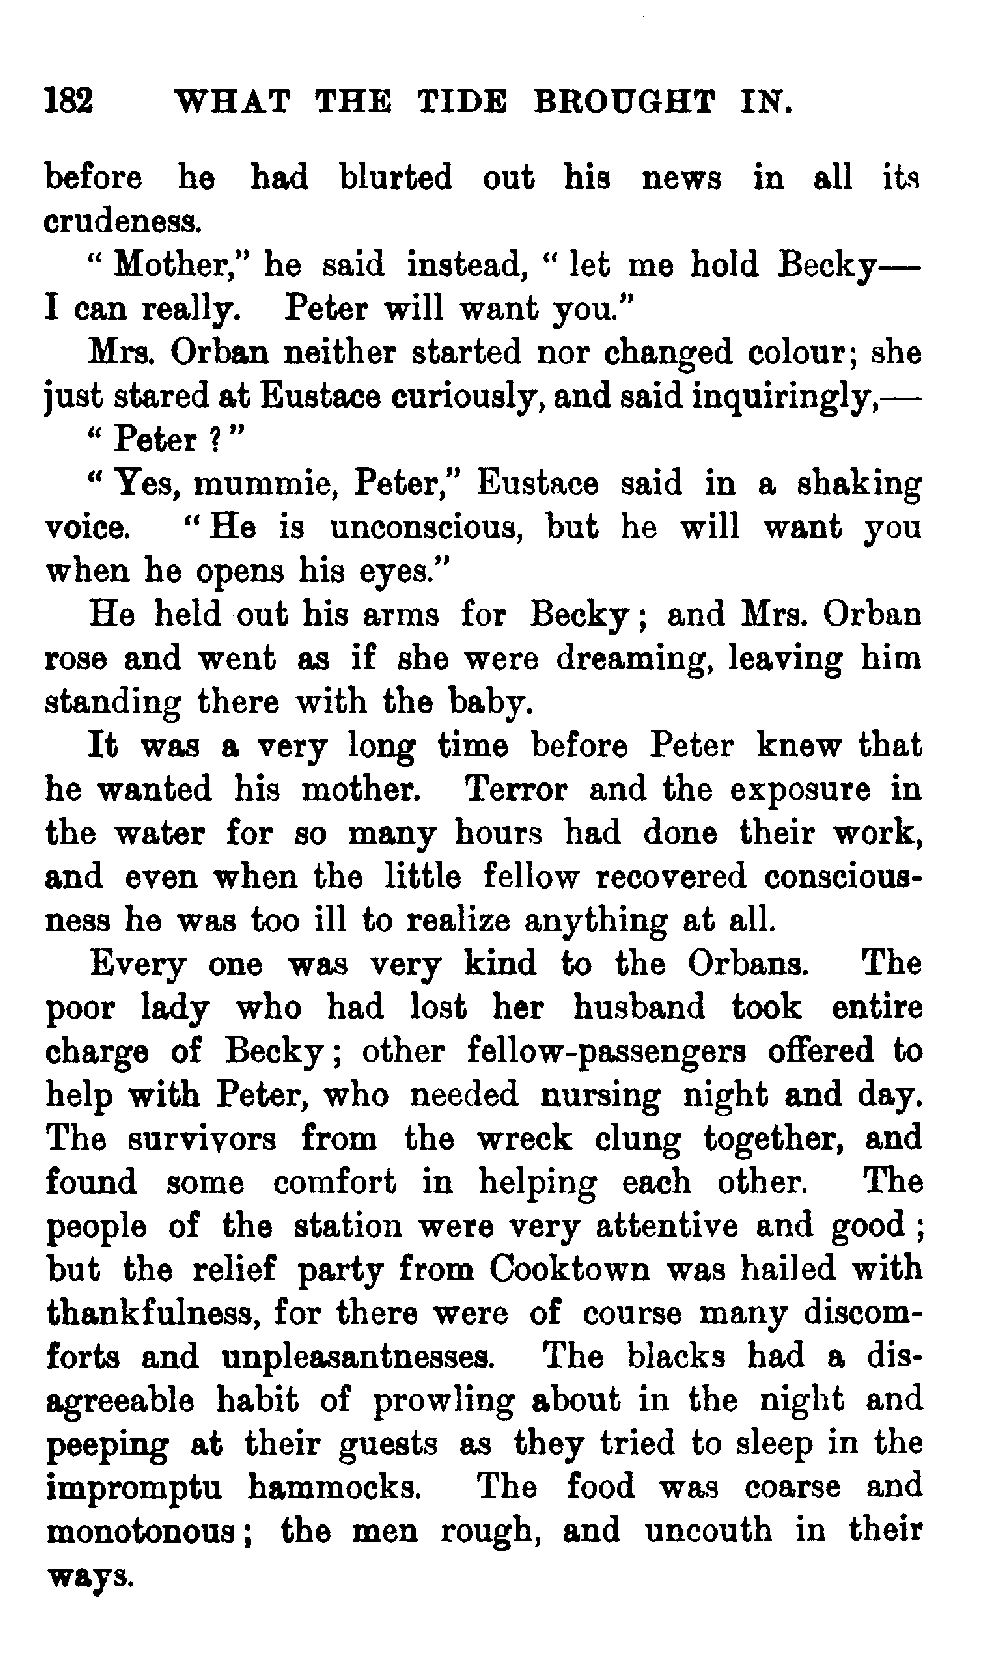 182 WHAT THE TIDE BROUGHT IN.
before he had blurted out his news in all its
crudeness.
“ Mother,” he said instead, “ let me hold Becky—
I can really. Peter will want you.”
Mrs. Orban neither started nor changed colour; she
just stared at Eustace curiously, and said inquiringly,—
“ Peter ? ”
“ Yes, mummie, Peter,” Eustace said in a shaking
voice. “ He is unconscious, but he will want you
when he opens his eyes.”
He held out his arms for Becky ; and Mrs. Orban
rose and went as if she were dreaming, leaving him
standing there with the baby.
It was a very long time before Peter knew that
he wanted his mother. Terror and the exposure in
the water for so many hours had done their work,
and even when the little fellow recovered conscious-
ness he was too ill to realize anything at all.
Every one was very kind to the Orbans. The
poor lady who had lost her husband took entire
charge of Becky ; other fellow-passengers offered to
help with Peter, who needed nursing night and day.
The survivors from the wreck clung together, and
found some comfort in helping each other. The
people of the station were very attentive and good ;
but the relief party from Cooktown was hailed with
thankfulness, for there were of course many discom-
forts and unpleasantnesses. The blacks had a dis-
agreeable habit of prowling about in the night and
peeping at their guests as they tried to sleep in the
impromptu hammocks. The food was coarse and
monotonous ; the men rough, and uncouth in their
ways.